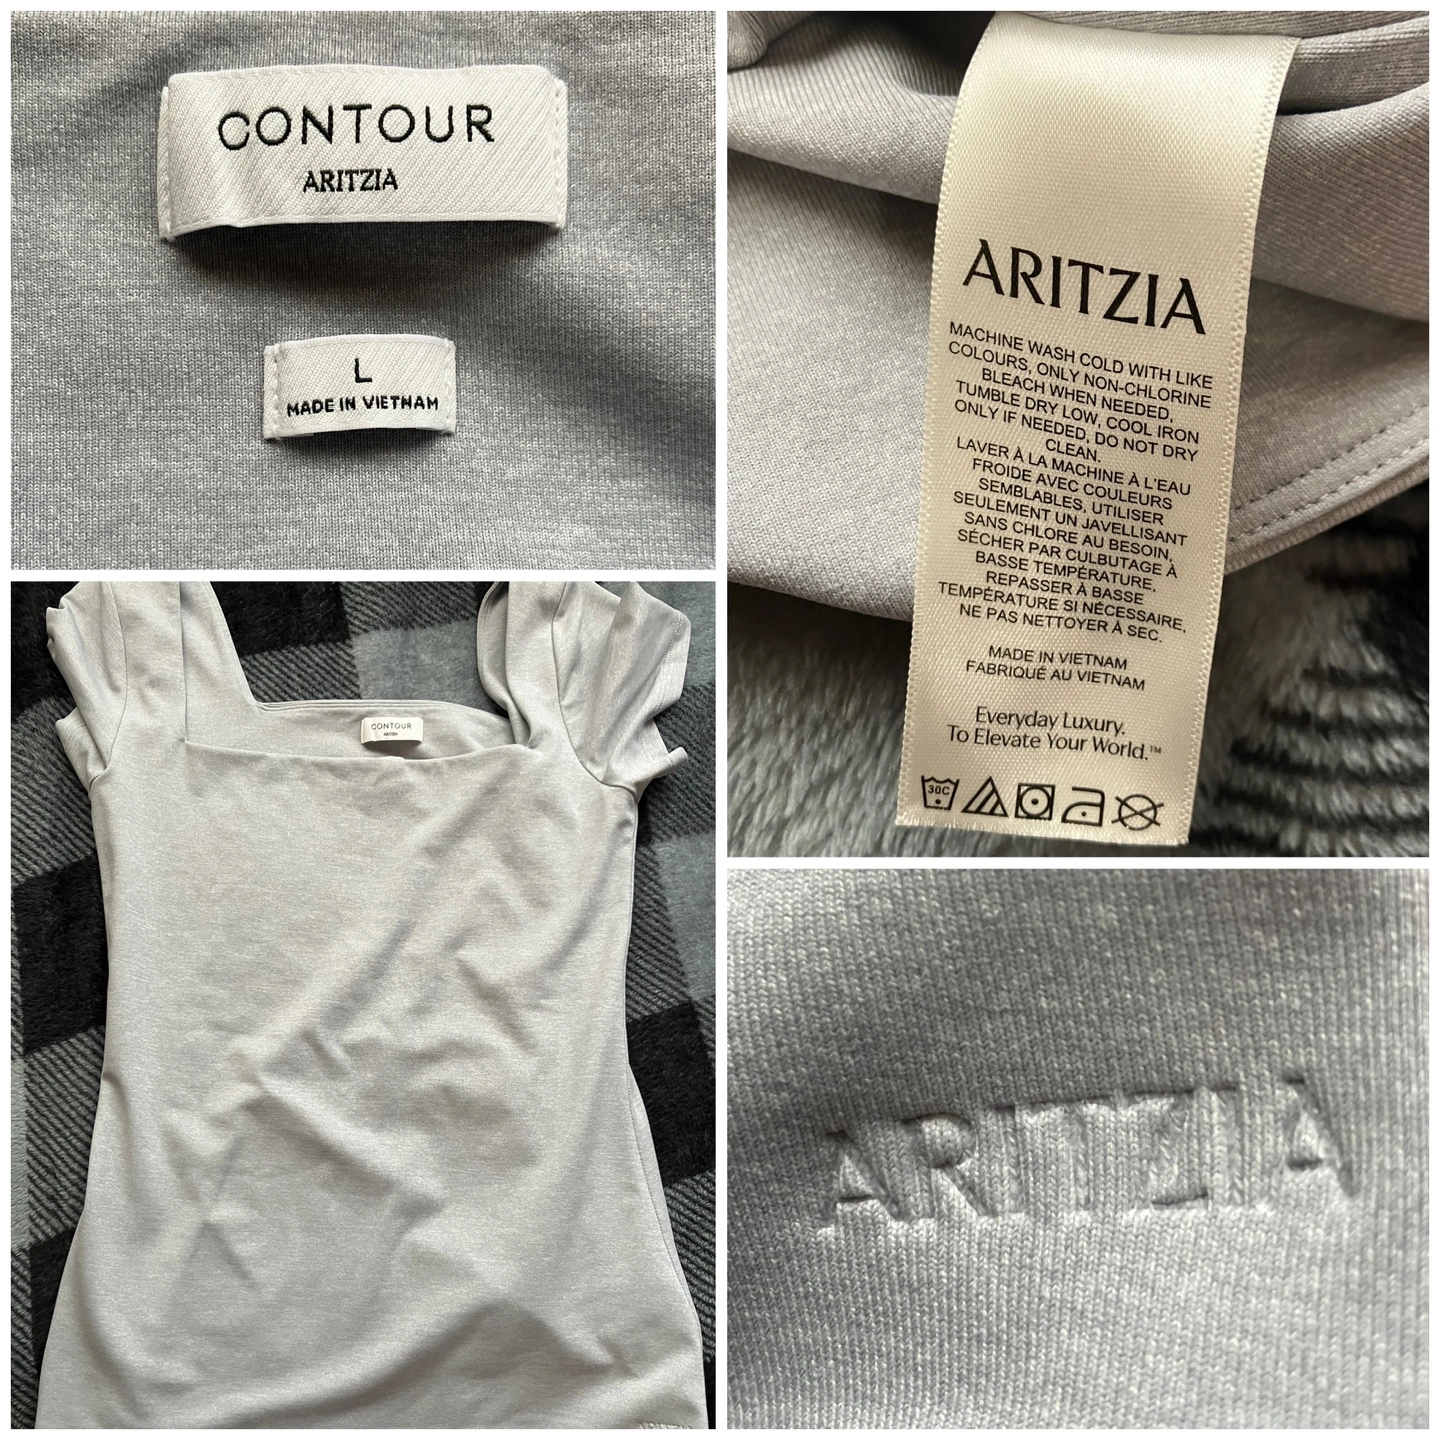 CONTOUR
ARITZIA
L
MADE IN VIETNAM
ARITZIA
MACHINE WASH COLD WITH LIKE
COLOURS, ONLY NON-CHLORINE
BLEACH WHEN NEEDED,
TUMBLE DRY LOW, COOL IRON
ONLY IF NEEDED, DO NOT DRY
CLEAN.
LAVER À LA MACHINE À L'EAU
FROIDE AVEC COULEURS
SEMBLABLES, UTILISER
SEULEMENT UN JAVELLISANT
SANS CHLORE AU BESOIN,
SÉCHER PAR CULBUTAGE À
BASSE TEMPÉRATURE,
REPASSER À BASSE
TEMPÉRATURE SI NÉCESSAIRE,
NE PAS NETTOYER À SEC.
MADE IN VIETNAM
FABRIQUÉ AU VIETNAM
Everyday Luxury.
To Elevate Your World.™
30C
CONTOUR
ARITZIA
ARITZIA